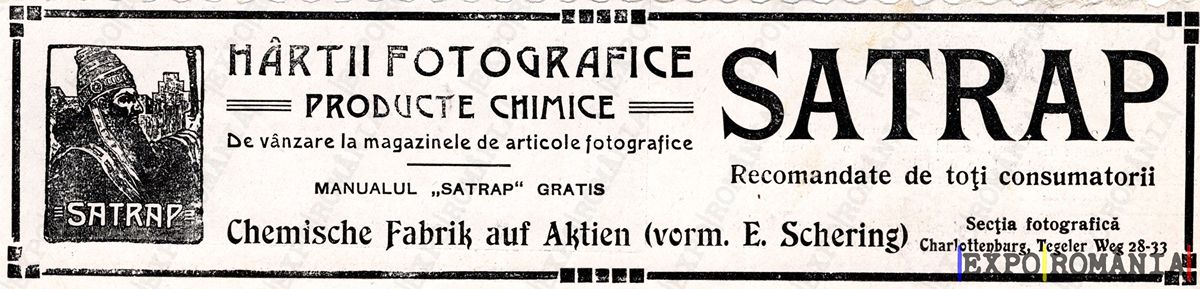 SATRAP
HÂRTII FOTOGRAFICE
PRODUCTE CHIMICE
De vânzare la magazinele de articole fotografice
MANUALUL „SATRAP“ GRATIS
Chemische Fabrik auf Aktien (vorm. E. Schering)
SATRAP
Recomandate de toţi consumatorii
Secţia fotografică
Charlottenburg, Tegeler Weg 28-33
EXPO ROMÂNIA